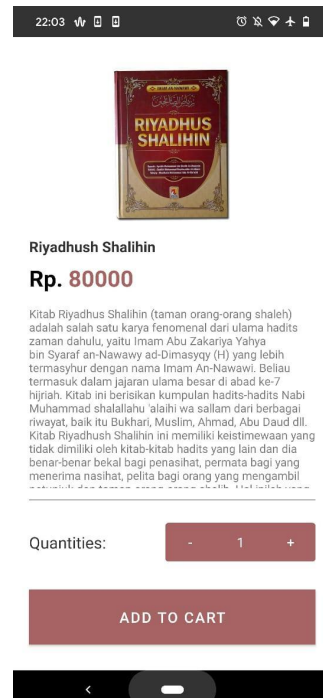 22:03
RIYADHUS
SHALIHIN
Riyadhush Shalihin
Rp. 80000
Kitab Riyadhus Shalihin (taman orang-orang shaleh)
adalah salah satu karya fenomenal dari ulama hadits
zaman dahulu, yaitu Imam Abu Zakariya Yahya
bin Syaraf an-Nawawy ad-Dimasyqy (H) yang lebih
termasyhur dengan nama Imam An-Nawawi. Beliau
termasuk dalam jajaran ulama besar di abad ke-7
hijriah. Kitab ini berisikan kumpulan hadits-hadits Nabi
Muhammad shalallahu 'alaihi wa sallam dari berbagai
riwayat, baik itu Bukhari, Muslim, Ahmad, Abu Daud dll.
Kitab Riyadhush Shalihin ini memiliki keistimewaan yang
tidak dimiliki oleh kitab-kitab hadits yang lain dan dia
benar-benar bekal bagi penasihat, permata bagi yang
menerima nasihat, pelita bagi orang yang mengambil
Quantities:
- 1 +
ADD TO CART